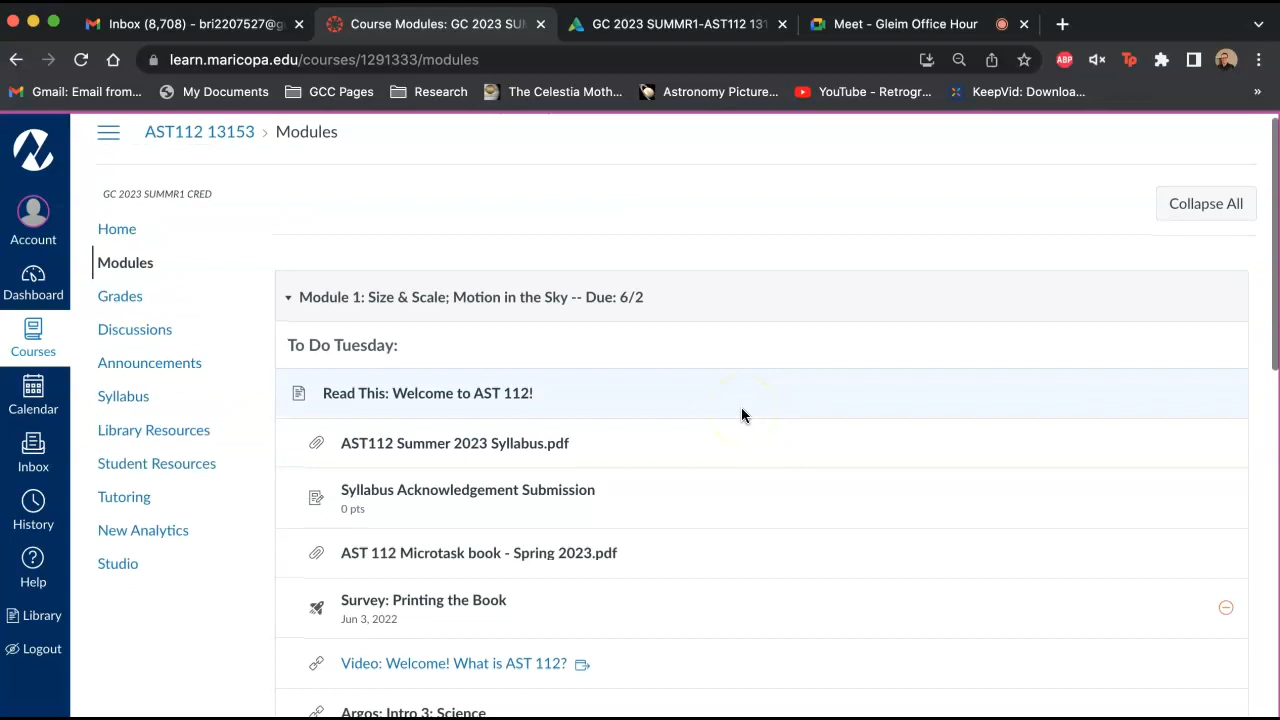 Inbox (8,708) - bri2207527@g
Course Modules: GC 2023 SUM
GC 2023 SUMMR1-AST112 131
Meet - Gleim Office Hour
learn.maricopa.edu/courses/1291333/modules
ABP
Tp
Gmail: Email from...
My Documents
GCC Pages
Research
The Celestia Moth...
Astronomy Picture...
YouTube - Retrogr...
KeepVid: Downloa...
»
AST112 13153 > Modules
GC 2023 SUMMR1 CRED
Collapse All
Account
Dashboard
Courses
Calendar
Inbox
History
Help
Library
Logout
Home
Modules
Grades
Discussions
Announcements
Syllabus
Library Resources
Student Resources
Tutoring
New Analytics
Studio
Module 1: Size & Scale; Motion in the Sky -- Due: 6/2
To Do Tuesday:
Read This: Welcome to AST 112!
AST112 Summer 2023 Syllabus.pdf
Syllabus Acknowledgement Submission
0 pts
AST 112 Microtask book - Spring 2023.pdf
Survey: Printing the Book
Jun 3, 2022
Video: Welcome! What is AST 112?
Argos: Intro 3: Science